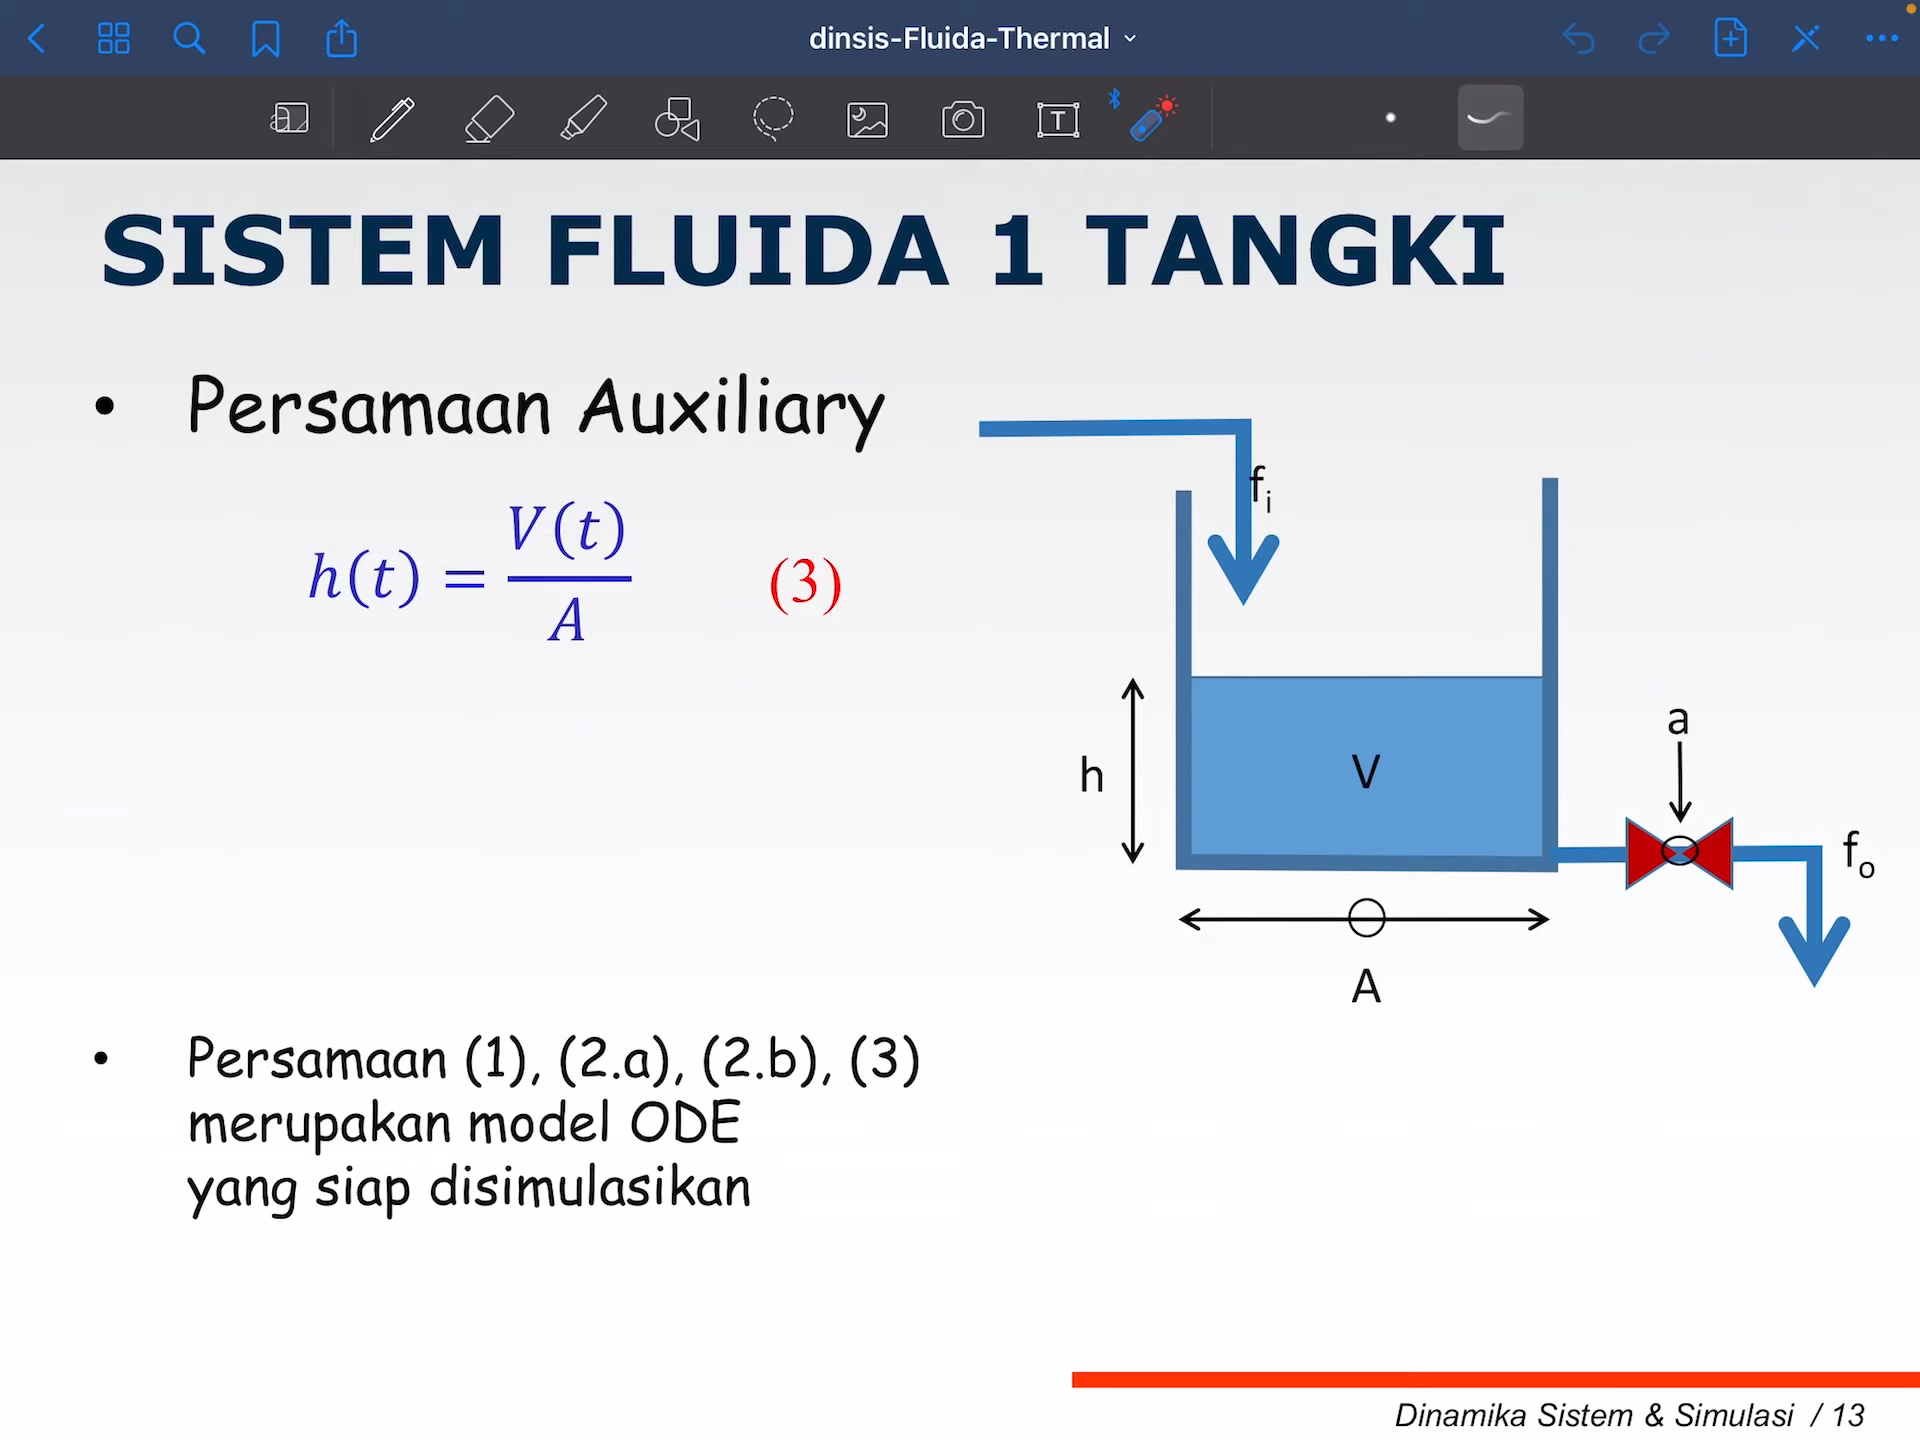 dinsis-Fluida-Thermal
SISTEM FLUIDA 1 TANGKI
• Persamaan Auxiliary
h(t) = V(t) / A (3)
fi
h
V
a
fo
A
• Persamaan (1), (2.a), (2.b), (3)
merupakan model ODE
yang siap disimulasikan
Dinamika Sistem & Simulasi / 13